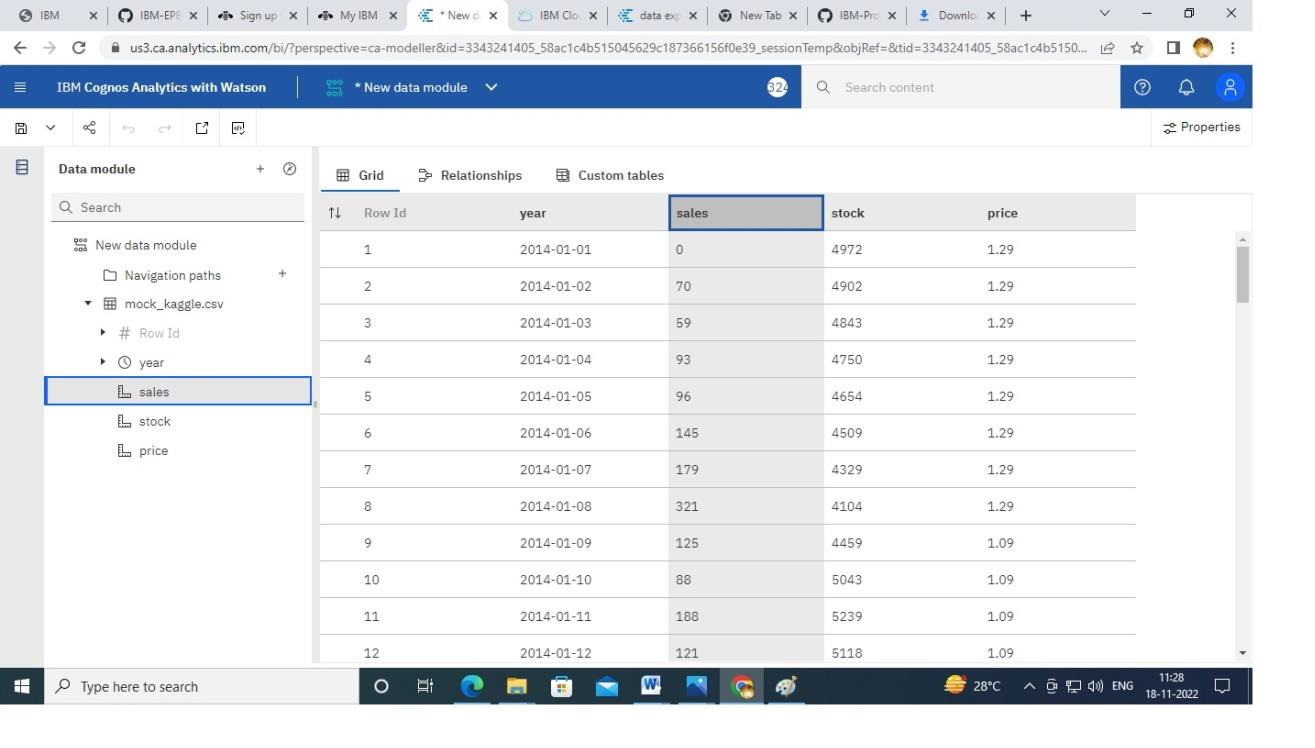 IBM
IBM-EPB
Sign up
My IBM
* New d
IBM Clo
data exp
New Tab
IBM-Pro
Downlo
us3.ca.analytics.ibm.com/bi/?perspective=ca-modeller&id=3343241405_58ac1c4b515045629c187366156f0e39_sessionTemp&objRef=&tid=3343241405_58ac1c4b5150...
IBM Cognos Analytics with Watson
* New data module
324
Search content
Properties
Data module
Search
New data module
Navigation paths
mock_kaggle.csv
# Row Id
year
sales
stock
price
Grid Relationships Custom tables
Row Id year sales stock price
1 2014-01-01 0 4972 1.29
2 2014-01-02 70 4902 1.29
3 2014-01-03 59 4843 1.29
4 2014-01-04 93 4750 1.29
5 2014-01-05 96 4654 1.29
6 2014-01-06 145 4509 1.29
7 2014-01-07 179 4329 1.29
8 2014-01-08 321 4104 1.29
9 2014-01-09 125 4459 1.09
10 2014-01-10 88 5043 1.09
11 2014-01-11 188 5239 1.09
12 2014-01-12 121 5118 1.09
Type here to search
28°C
ENG
11:28
18-11-2022